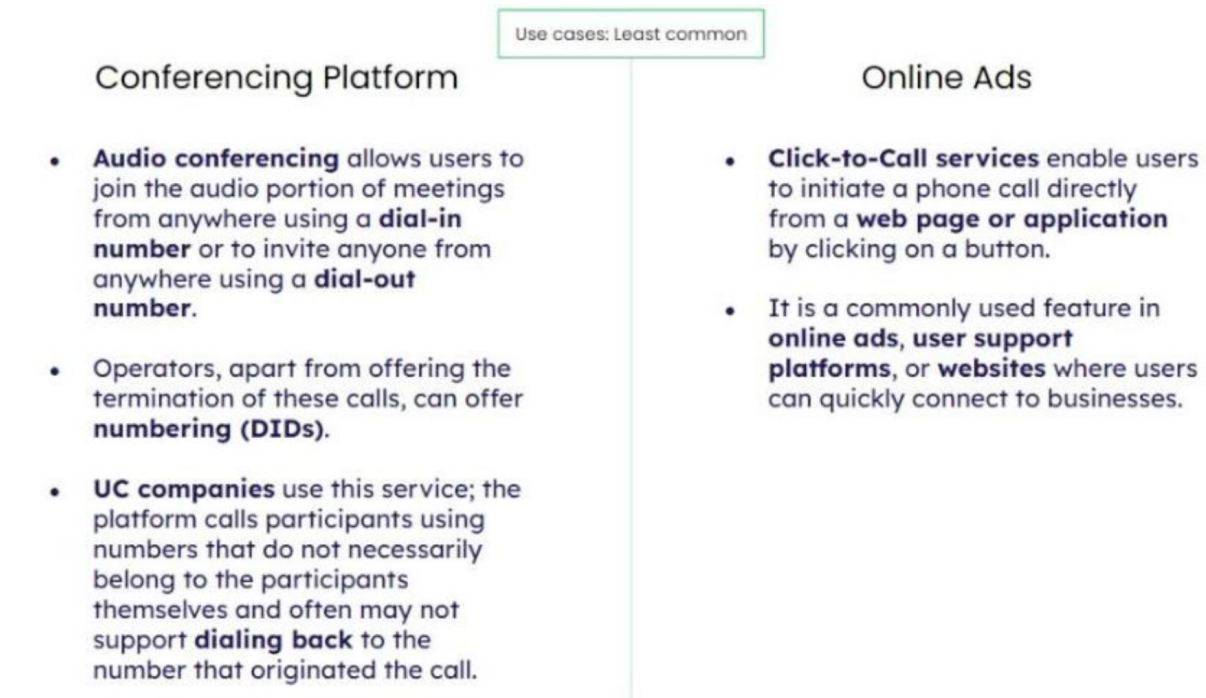 Use cases: Least common
Conferencing Platform
• Audio conferencing allows users to
join the audio portion of meetings
from anywhere using a dial-in
number or to invite anyone from
anywhere using a dial-out
number.
• Operators, apart from offering the
termination of these calls, can offer
numbering (DIDs).
• UC companies use this service; the
platform calls participants using
numbers that do not necessarily
belong to the participants
themselves and often may not
support dialing back to the
number that originated the call.
Online Ads
• Click-to-Call services enable users
to initiate a phone call directly
from a web page or application
by clicking on a button.
• It is a commonly used feature in
online ads, user support
platforms, or websites where users
can quickly connect to businesses.